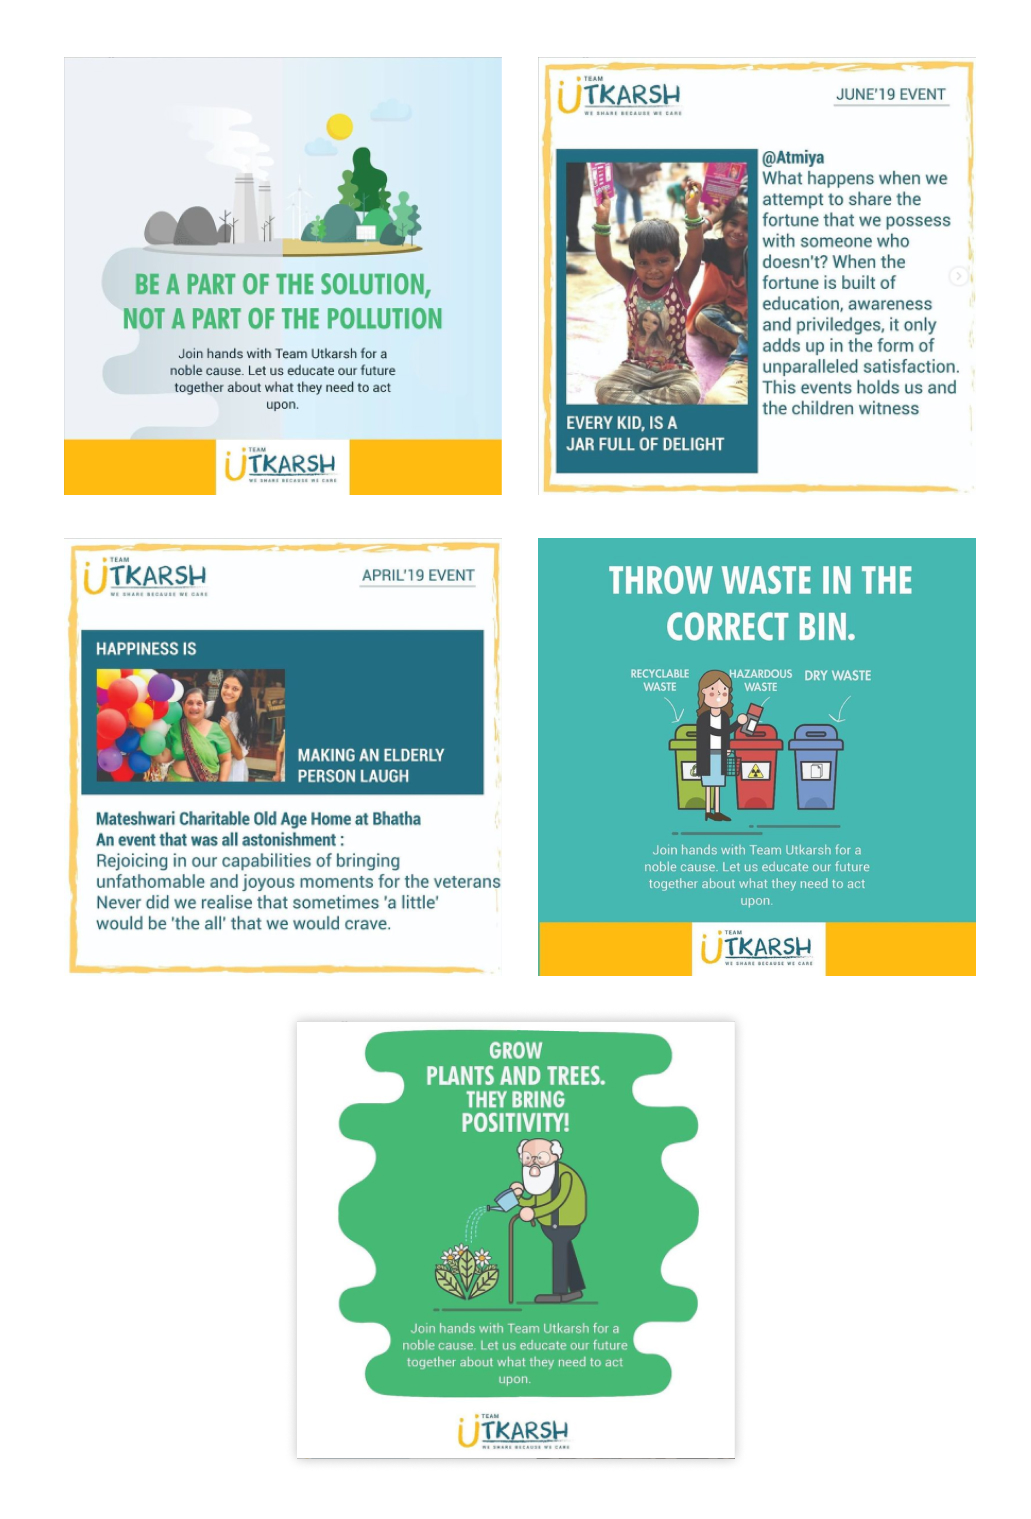 BE A PART OF THE SOLUTION,
NOT A PART OF THE POLLUTION
Join hands with Team Utkarsh for a
noble cause. Let us educate our future
together about what they need to act
upon.
TEAM
UTKARSH
WE SHARE BECAUSE WE CARE
TEAM
UTKARSH
WE SHARE BECAUSE WE CARE
JUNE'19 EVENT
EVERY KID, IS A
JAR FULL OF DELIGHT
@Atmiya
What happens when we
attempt to share the
fortune that we possess
with someone who
doesn't? When the
fortune is built of
education, awareness
and priviledges, it only
adds up in the form of
unparalleled satisfaction.
This events holds us and
the children witness
TEAM
UTKARSH
WE SHARE BECAUSE WE CARE
APRIL'19 EVENT
HAPPINESS IS
MAKING AN ELDERLY
PERSON LAUGH
Mateshwari Charitable Old Age Home at Bhatha
An event that was all astonishment :
Rejoicing in our capabilities of bringing
unfathomable and joyous moments for the veterans
Never did we realise that sometimes 'a little'
would be 'the all' that we would crave.
THROW WASTE IN THE
CORRECT BIN.
RECYCLABLE
WASTE
HAZARDOUS
WASTE
DRY WASTE
Join hands with Team Utkarsh for a
noble cause. Let us educate our future
together about what they need to act
upon.
TEAM
UTKARSH
WE SHARE BECAUSE WE CARE
GROW
PLANTS AND TREES.
THEY BRING
POSITIVITY!
Join hands with Team Utkarsh for a
noble cause. Let us educate our future
together about what they need to act
upon.
TEAM
UTKARSH
WE SHARE BECAUSE WE CARE